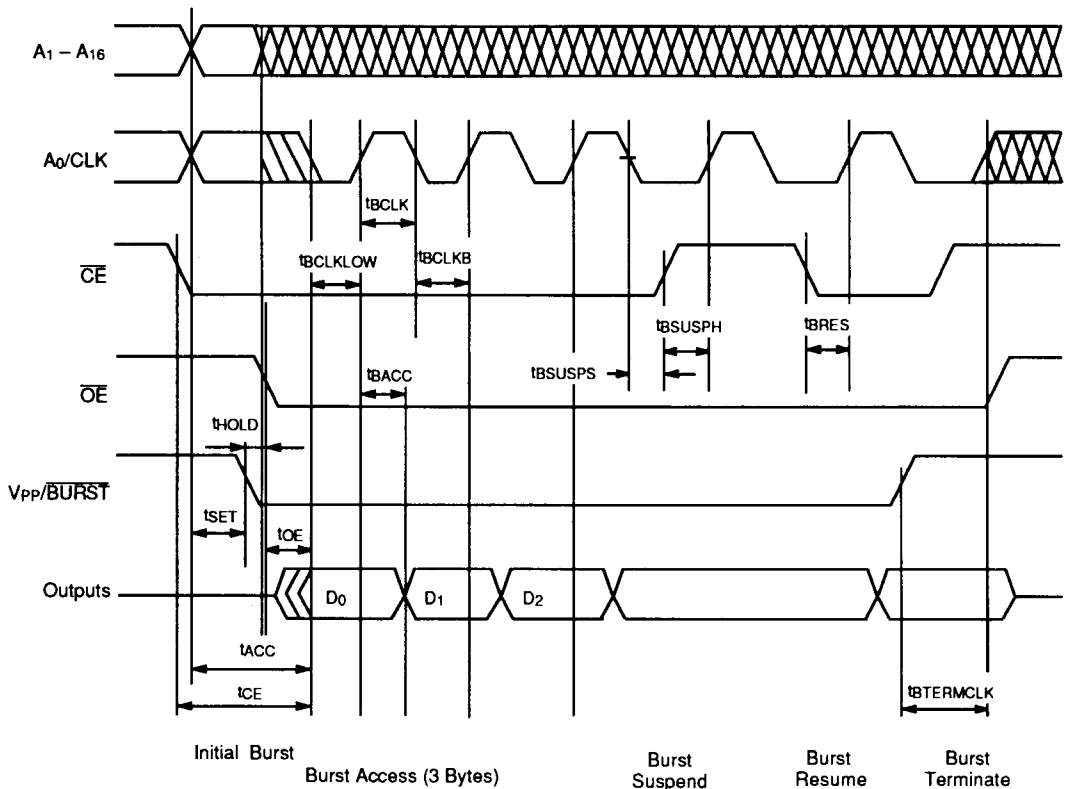 A1 – A16
A0/CLK
tBCLK
CE
tBCLKLOW
tBCLKB
tBSUSPH
tBRES
OE
tBACC
tBSUSPS
tHOLD
VPP/BURST
tSET
tOE
Outputs
D0
D1
D2
tACC
tCE
tBTERMCLK
Initial Burst
Burst Access (3 Bytes)
Burst
Suspend
Burst
Resume
Burst
Terminate